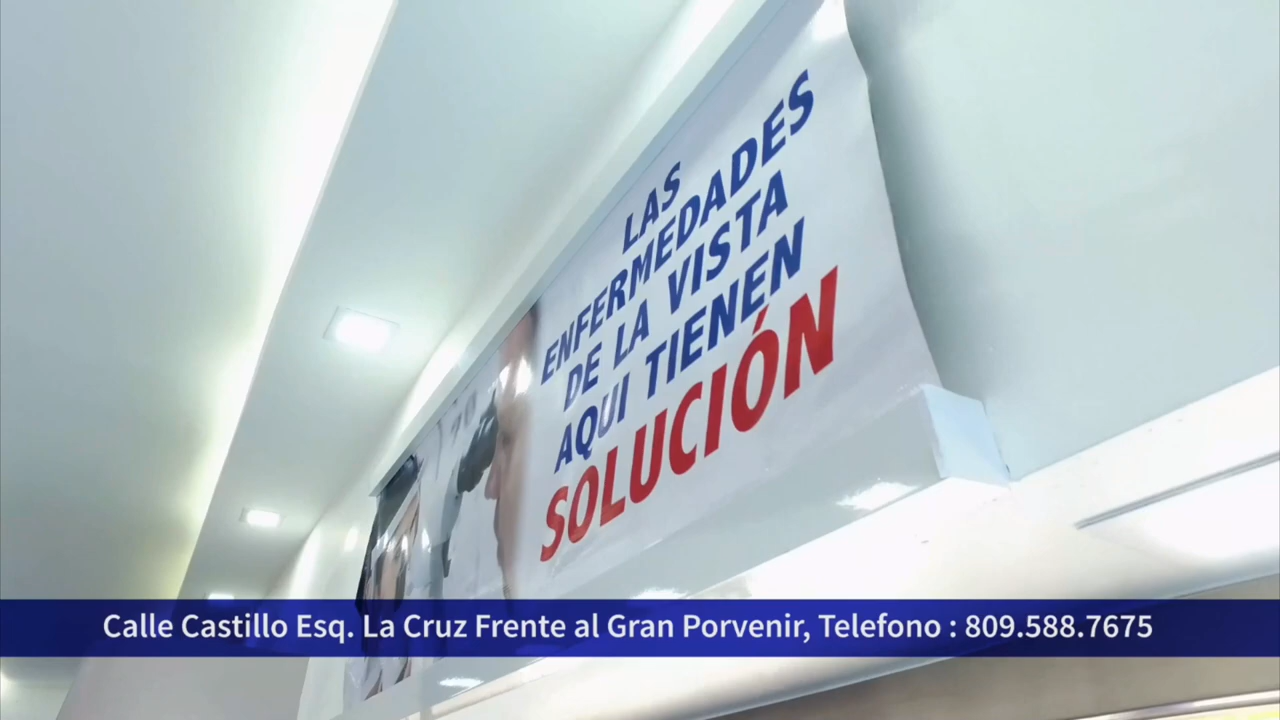 LAS
ENFERMEDADES
DE LA VISTA
AQUI TIENEN
SOLUCIÓN
Calle Castillo Esq. La Cruz Frente al Gran Porvenir, Telefono : 809.588.7675